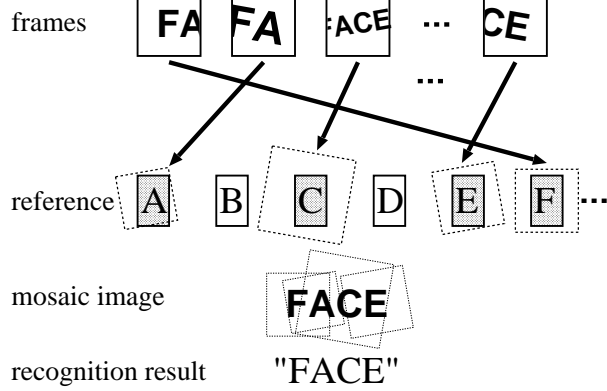 frames FA FA FACE ... CE
...
reference A B C D E F ...
mosaic image FACE
recognition result "FACE"